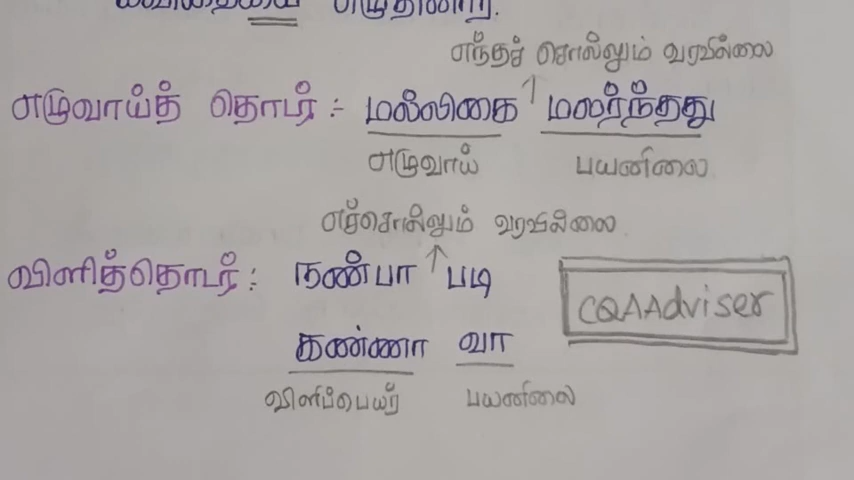 எழுதினார்.
எந்தச் சொல்லும் வரவில்லை
எழுவாய்த் தொடர் :- மல்லிகை மலர்ந்தது
எழுவாய் பயனிலை
எச்சொல்லும் வரவில்லை
விளித்தொடர் : நண்பா படி
CQAAdviser
கண்ணா வா
விளிப்பெயர் பயனிலை